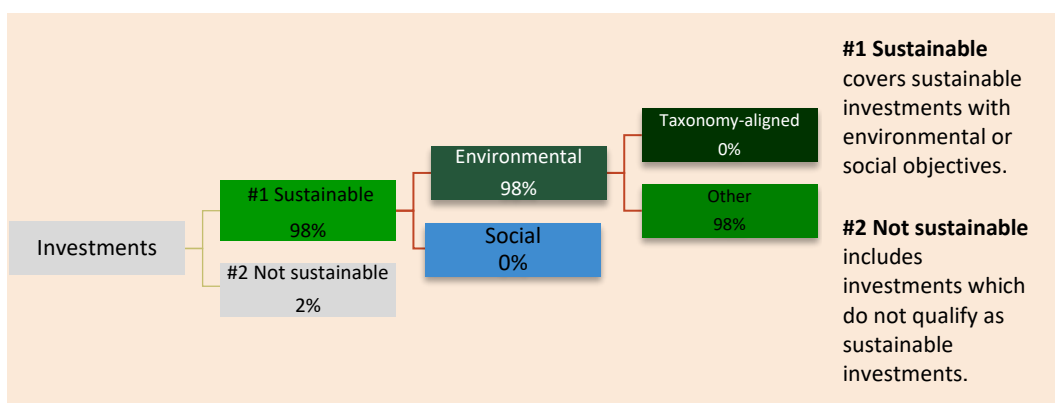 Investments
#1 Sustainable
98%
#2 Not sustainable
2%
Environmental
98%
Social
0%
Taxonomy-aligned
0%
Other
98%
#1 Sustainable
covers sustainable
investments with
environmental or
social objectives.
#2 Not sustainable
includes
investments which
do not qualify as
sustainable
investments.